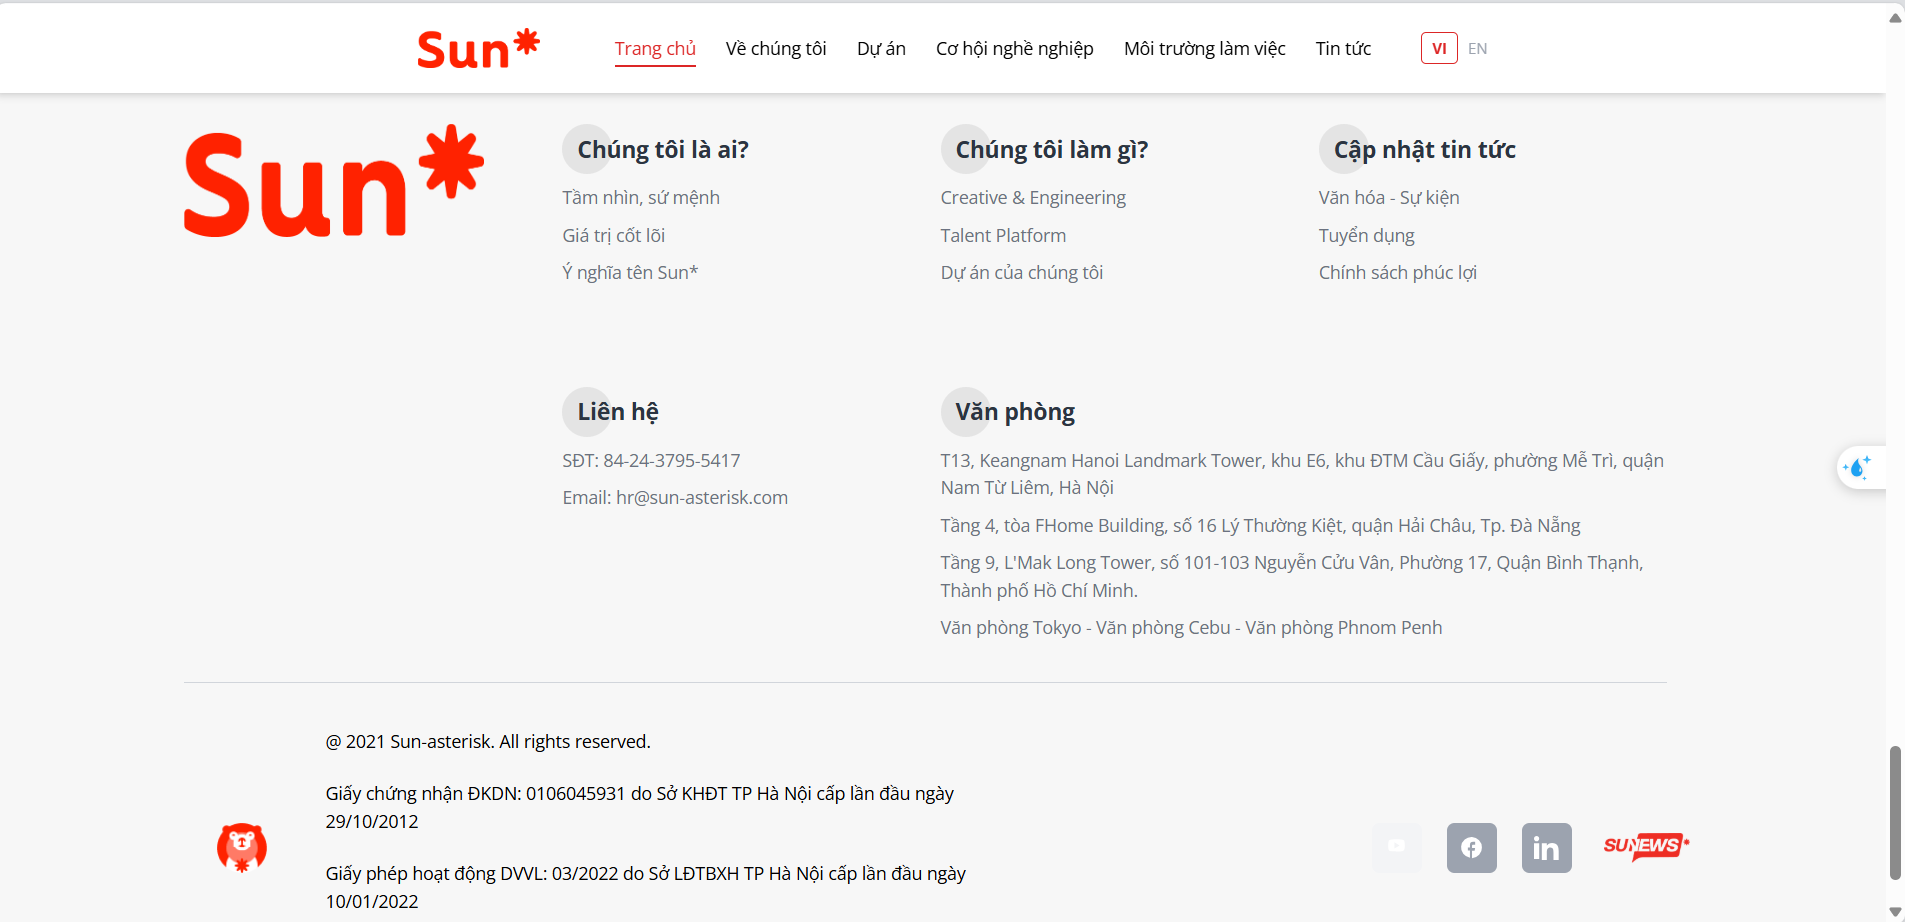 Sun*
Trang chủ
Về chúng tôi
Dự án
Cơ hội nghề nghiệp
Môi trường làm việc
Tin tức
VI
EN
Sun*
Chúng tôi là ai?
Tầm nhìn, sứ mệnh
Giá trị cốt lõi
Ý nghĩa tên Sun*
Chúng tôi làm gì?
Creative & Engineering
Talent Platform
Dự án của chúng tôi
Cập nhật tin tức
Văn hóa - Sự kiện
Tuyển dụng
Chính sách phúc lợi
Liên hệ
SĐT: 84-24-3795-5417
Email: hr@sun-asterisk.com
Văn phòng
T13, Keangnam Hanoi Landmark Tower, khu E6, khu ĐTM Cầu Giấy, phường Mễ Trì, quận
Nam Từ Liêm, Hà Nội
Tầng 4, tòa FHome Building, số 16 Lý Thường Kiệt, quận Hải Châu, Tp. Đà Nẵng
Tầng 9, L'Mak Long Tower, số 101-103 Nguyễn Cửu Vân, Phường 17, Quận Bình Thạnh,
Thành phố Hồ Chí Minh.
Văn phòng Tokyo - Văn phòng Cebu - Văn phòng Phnom Penh
@ 2021 Sun-asterisk. All rights reserved.
Giấy chứng nhận ĐKDN: 0106045931 do Sở KHĐT TP Hà Nội cấp lần đầu ngày
29/10/2012
Giấy phép hoạt động DVVL: 03/2022 do Sở LĐTBXH TP Hà Nội cấp lần đầu ngày
10/01/2022
in
SUNEWS*